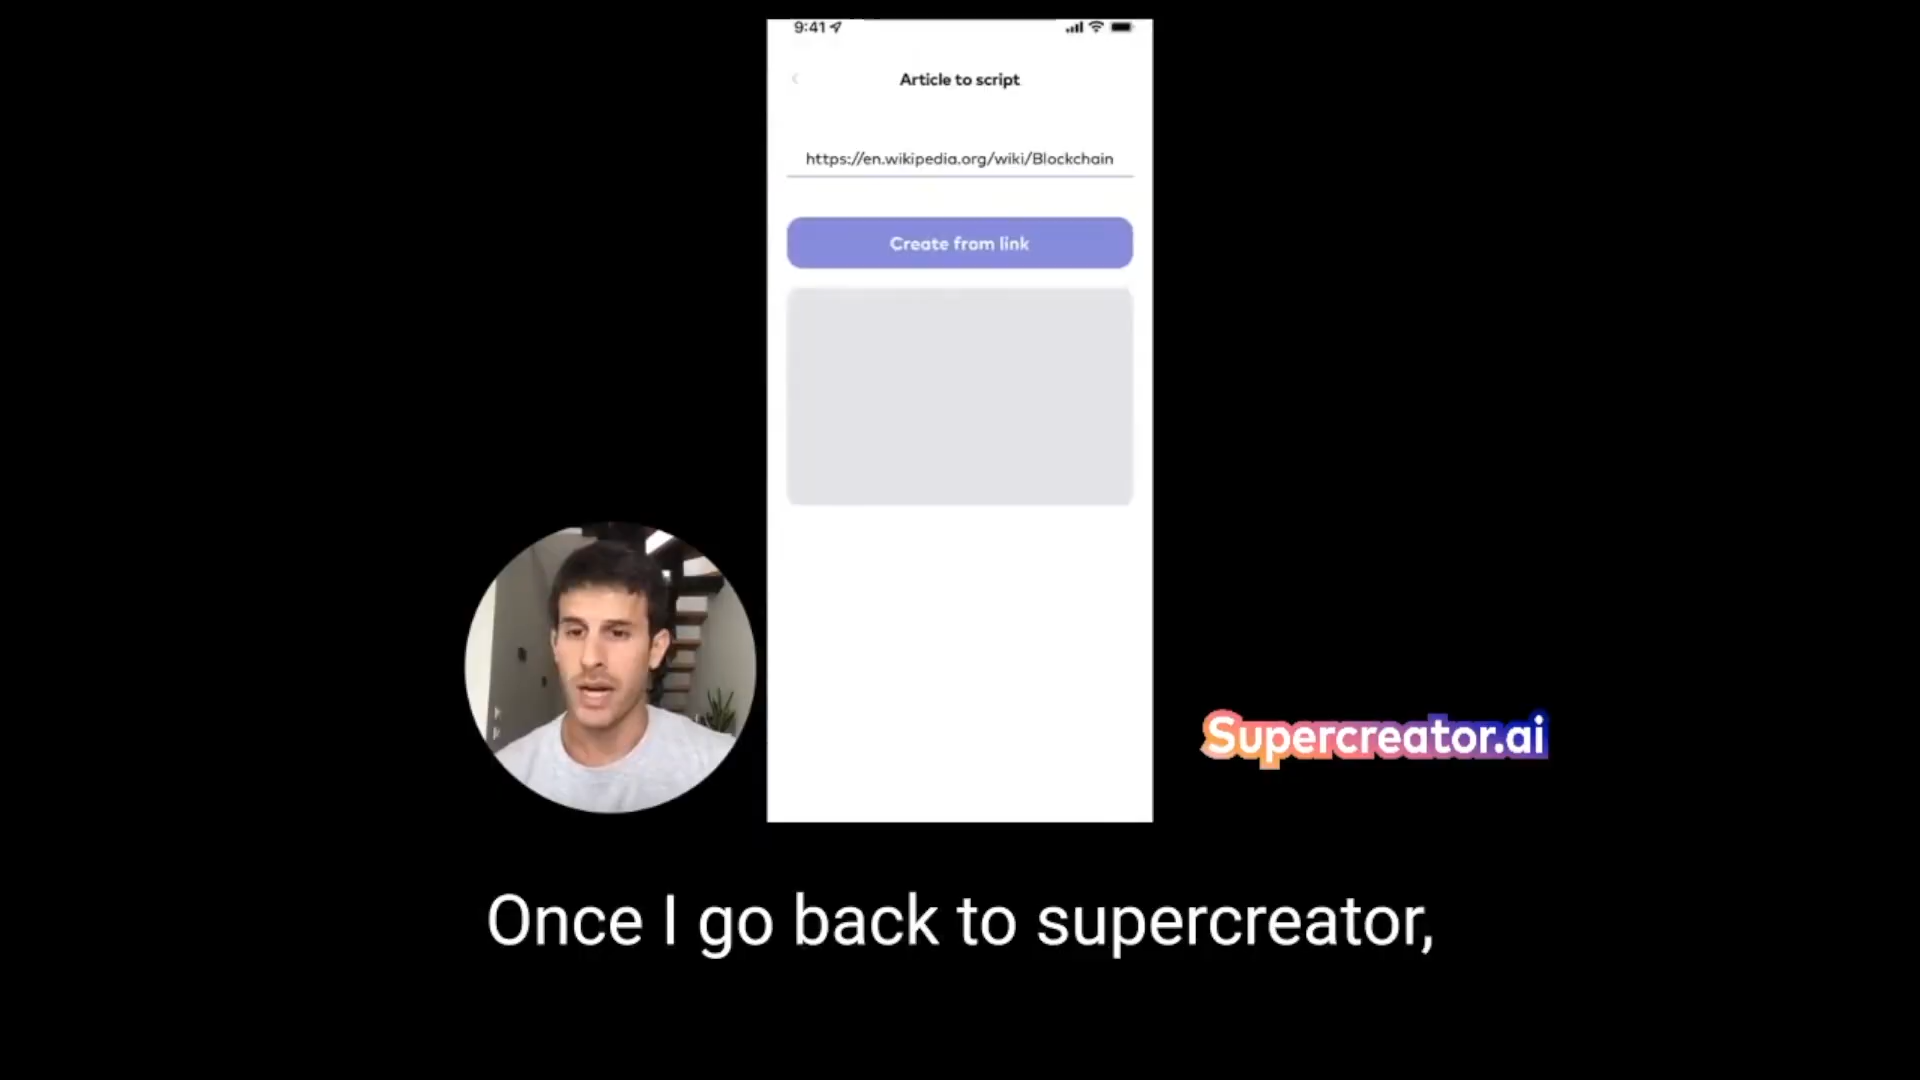 9:41
Article to script
https://en.wikipedia.org/wiki/Blockchain
Create from link
Supercreator.ai
Once I go back to supercreator,